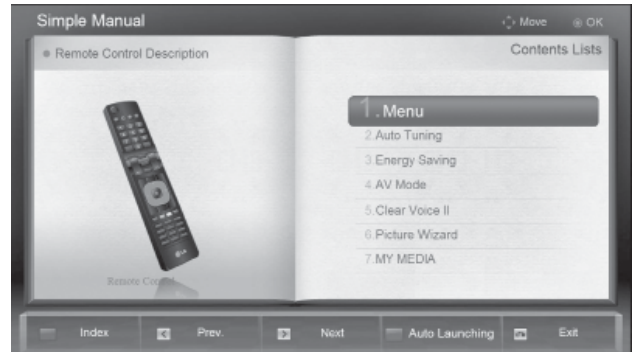 Simple Manual
Move OK
Remote Control Description
Contents Lists
1. Menu
2. Auto Tuning
3. Energy Saving
4. AV Mode
5. Clear Voice II
6. Picture Wizard
7. MY MEDIA
LG
Remote Control
Index Prev. Next Auto Launching Exit